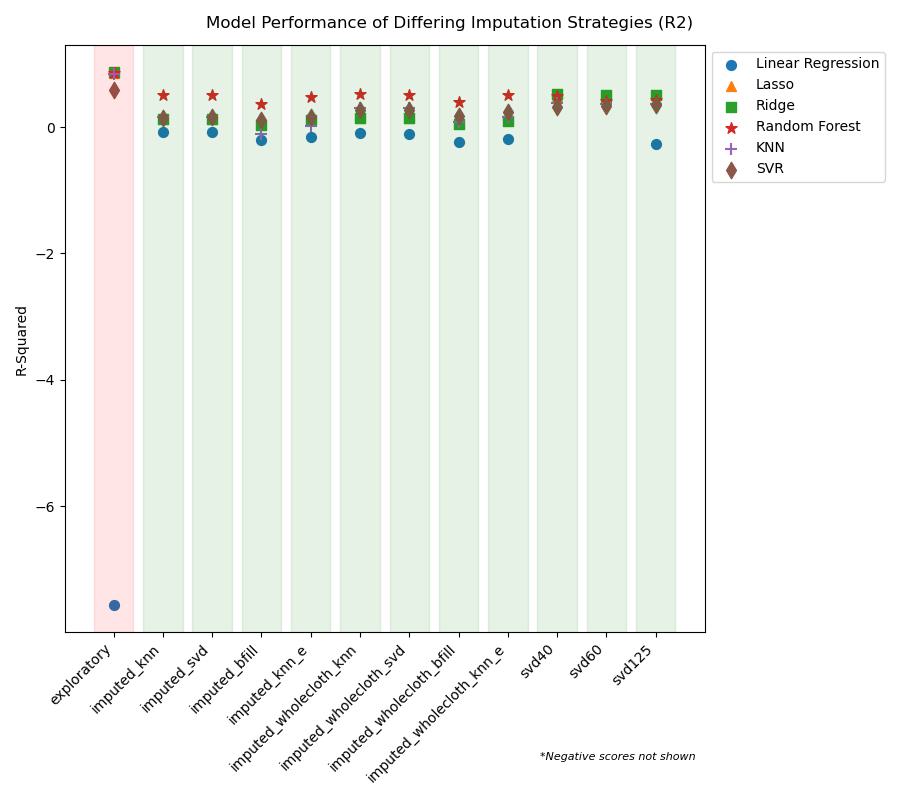 Model Performance of Differing Imputation Strategies (R2)
Linear Regression
Lasso
Ridge
Random Forest
KNN
SVR
R-Squared
0
−2
−4
−6
exploratory
imputed_knn
imputed_svd
imputed_bfill
imputed_knn_e
imputed_wholecloth_knn
imputed_wholecloth_svd
imputed_wholecloth_bfill
imputed_wholecloth_knn_e
svd40
svd60
svd125
*Negative scores not shown